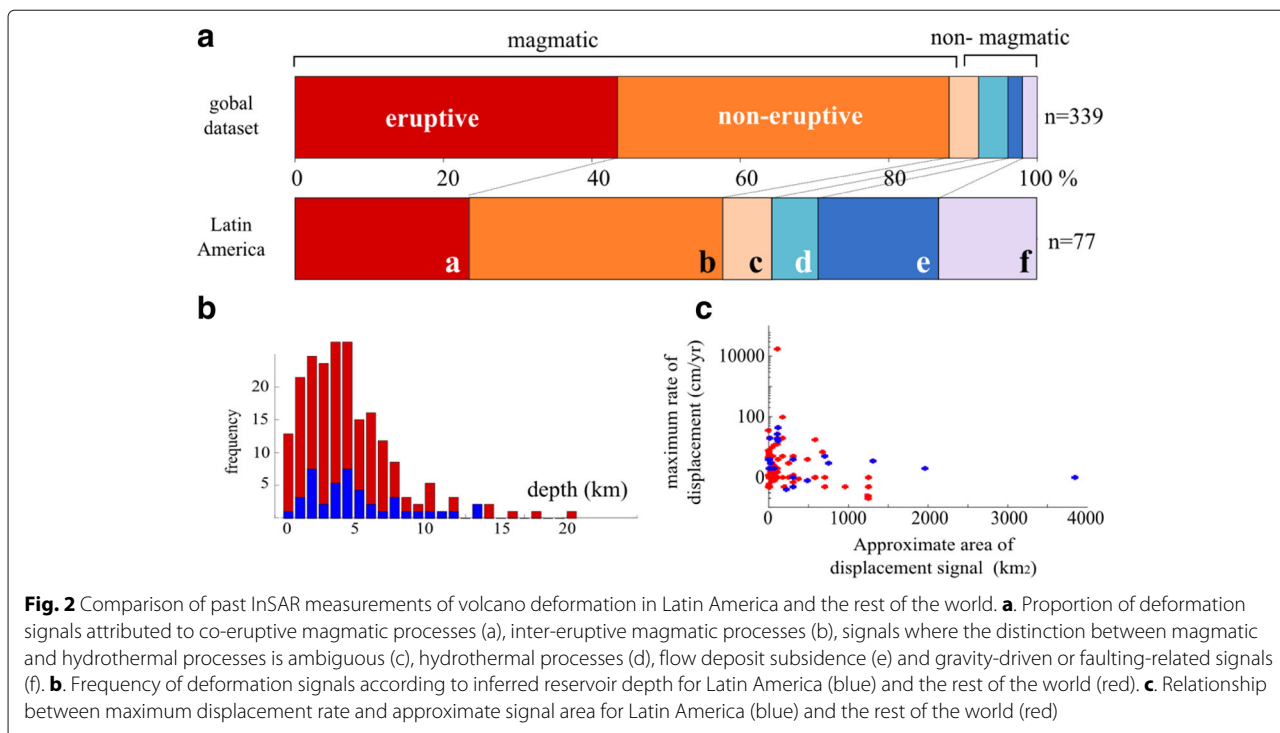 a
magmatic
non- magmatic
gobal
dataset
eruptive
non-eruptive
n=339
0 20 40 60 80 100 %
Latin
America
a b c d e f
n=77
b
frequency
20
15
10
5
depth (km)
0 5 10 15 20
c
maximum rate of
displacement (cm/yr)
10000
100
0
0 1000 2000 3000 4000
Approximate area of
displacement signal (km2)
Fig. 2 Comparison of past InSAR measurements of volcano deformation in Latin America and the rest of the world. a. Proportion of deformation
signals attributed to co-eruptive magmatic processes (a), inter-eruptive magmatic processes (b), signals where the distinction between magmatic
and hydrothermal processes is ambiguous (c), hydrothermal processes (d), flow deposit subsidence (e) and gravity-driven or faulting-related signals
(f). b. Frequency of deformation signals according to inferred reservoir depth for Latin America (blue) and the rest of the world (red). c. Relationship
between maximum displacement rate and approximate signal area for Latin America (blue) and the rest of the world (red)